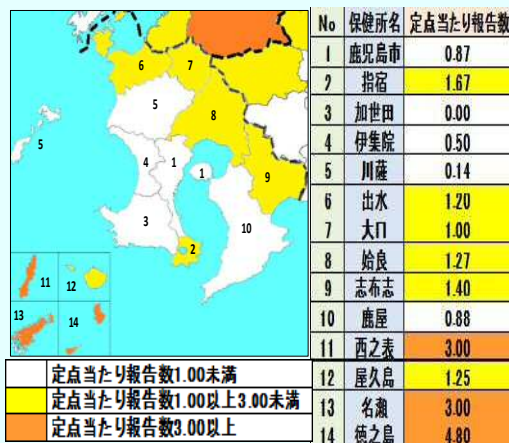 6
7
5
8
5
4
1
1
9
3
10
2
11
12
13
14
定点当たり報告数1.00未満
定点当たり報告数1.00以上3.00未満
定点当たり報告数3.00以上
No 保健所名 定点当たり報告数
1 鹿児島市 0.87
2 指宿 1.67
3 加世田 0.00
4 伊集院 0.50
5 川薩 0.14
6 出水 1.20
7 大口 1.00
8 姶良 1.27
9 志布志 1.40
10 鹿屋 0.88
11 西之表 3.00
12 屋久島 1.25
13 名瀬 3.00
14 徳之島 4.80